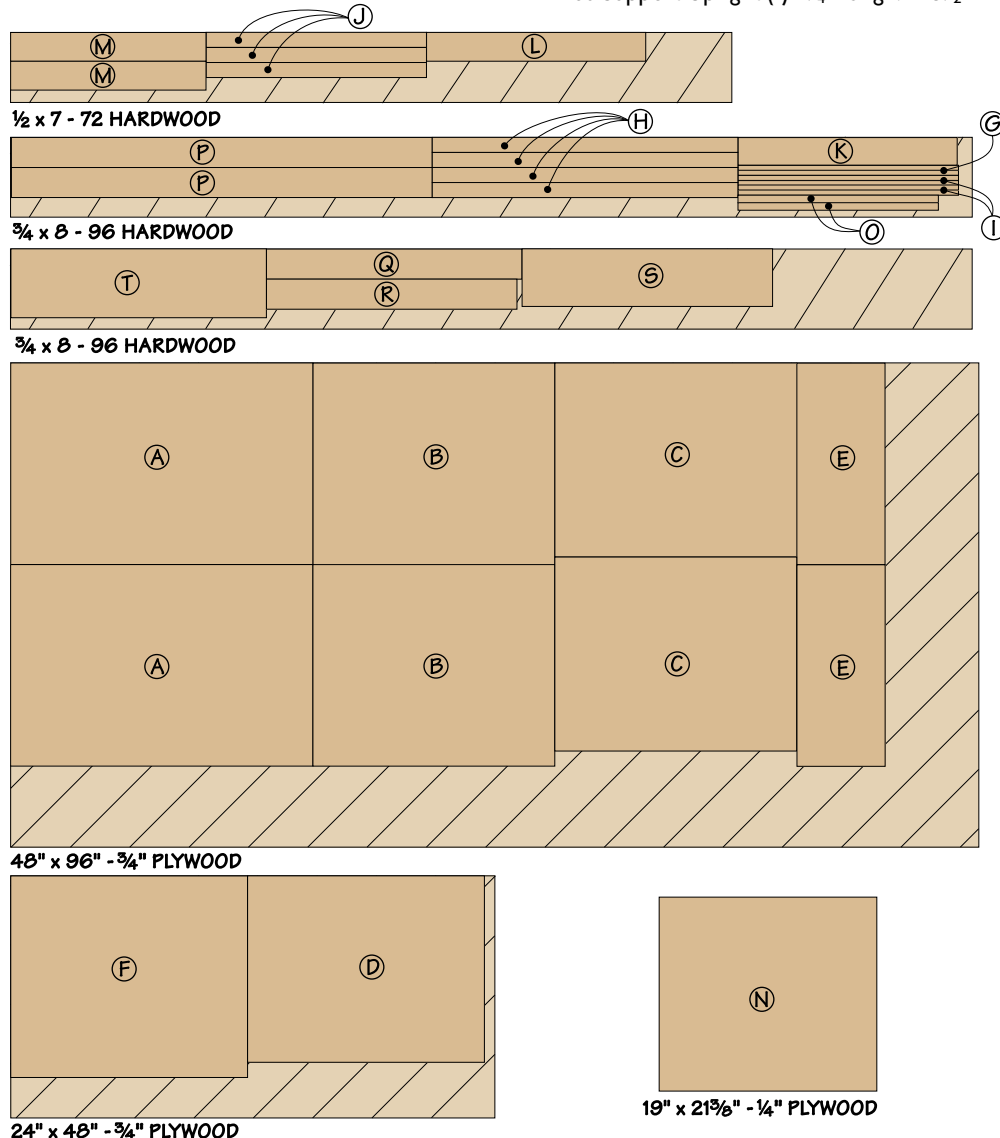 J
M
L
M
½ x 7 - 72 HARDWOOD
G
H
P
K
P
I
O
¾ x 8 - 96 HARDWOOD
T
Q
S
R
¾ x 8 - 96 HARDWOOD
A
B
C
E
A
B
C
E
48" x 96" - ¾" PLYWOOD
F
D
N
19" x 21⅜" - ¼" PLYWOOD
24" x 48" - ¾" PLYWOOD